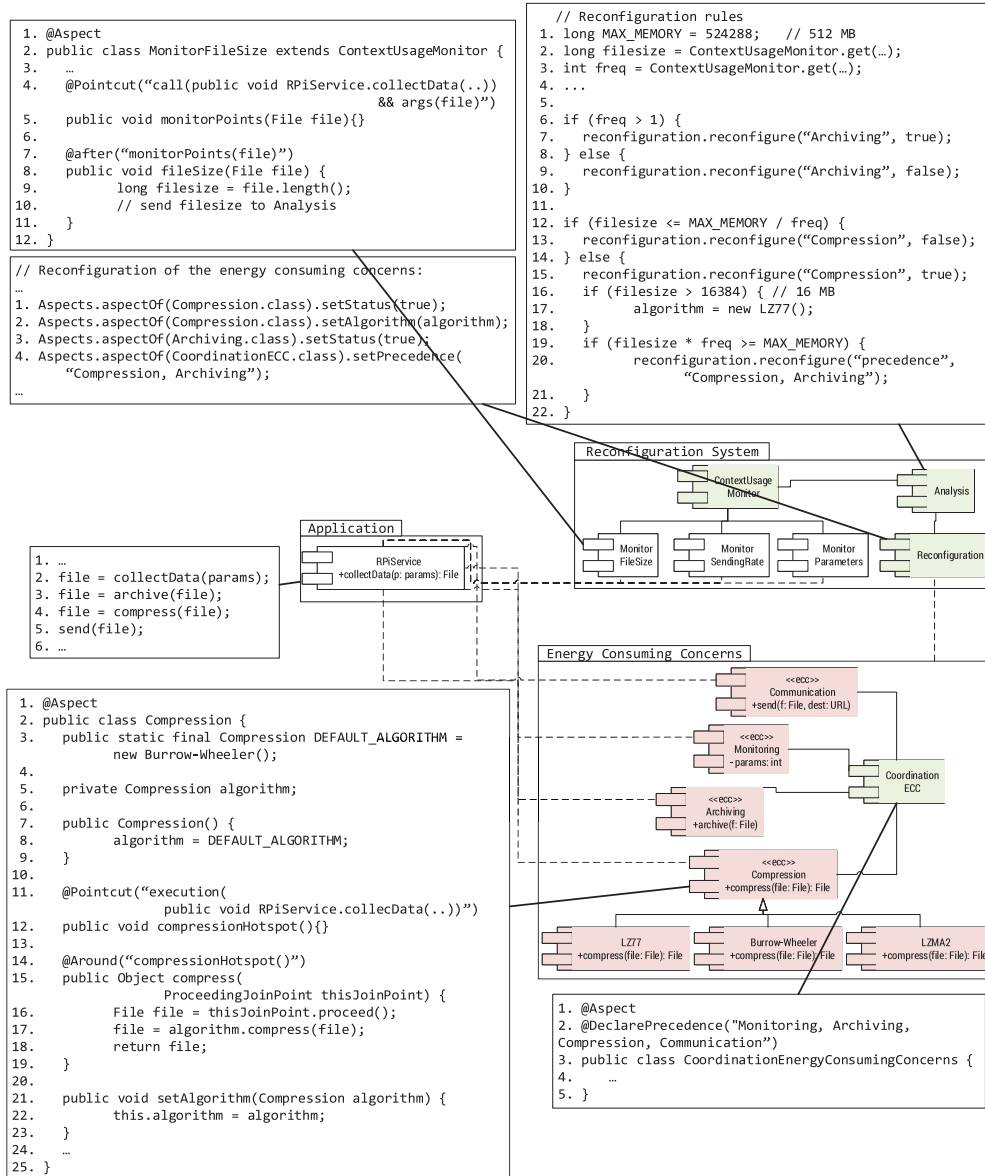 1. @Aspect
2. public class MonitorFileSize extends ContextUsageMonitor {
3. …
4. @Pointcut(“call(public void RPiService.collectData(..))
&& args(file)”)
5. public void monitorPoints(File file){}
6.
7. @after(“monitorPoints(file)”)
8. public void fileSize(File file) {
9. long filesize = file.length();
10. // send filesize to Analysis
11. }
12. }
// Reconfiguration of the energy consuming concerns:
…
1. Aspects.aspectOf(Compression.class).setStatus(true);
2. Aspects.aspectOf(Compression.class).setAlgorithm(algorithm);
3. Aspects.aspectOf(Archiving.class).setStatus(true);
4. Aspects.aspectOf(CoordinationECC.class).setPrecedence(
“Compression, Archiving”);
…
// Reconfiguration rules
1. long MAX_MEMORY = 524288; // 512 MB
2. long filesize = ContextUsageMonitor.get(…);
3. int freq = ContextUsageMonitor.get(…);
4. ...
5.
6. if (freq > 1) {
7. reconfiguration.reconfigure(“Archiving”, true);
8. } else {
9. reconfiguration.reconfigure(“Archiving”, false);
10. }
11.
12. if (filesize <= MAX_MEMORY / freq) {
13. reconfiguration.reconfigure(“Compression”, false);
14. } else {
15. reconfiguration.reconfigure(“Compression”, true);
16. if (filesize > 16384) { // 16 MB
17. algorithm = new LZ77();
18. }
19. if (filesize * freq >= MAX_MEMORY) {
20. reconfiguration.reconfigure(“precedence”,
“Compression, Archiving”);
21. }
22. }
Reconfiguration System
ContextUsage
Monitor
Analysis
Monitor
FileSize
Monitor
SendingRate
Monitor
Parameters
Reconfiguration
Application
RPiService
+collectData(p: params): File
1. …
2. file = collectData(params);
3. file = archive(file);
4. file = compress(file);
5. send(file);
6. …
Energy Consuming Concerns
<<ecc>>
Communication
+send(f: File, dest: URL)
<<ecc>>
Monitoring
-params: int
Coordination
ECC
<<ecc>>
Archiving
+archive(f: File)
<<ecc>>
Compression
+compress(file: File): File
LZ77
+compress(file: File): File
Burrow-Wheeler
+compress(file: File): File
LZMA2
+compress(file: File): File
1. @Aspect
2. public class Compression {
3. public static final Compression DEFAULT_ALGORITHM =
new Burrow-Wheeler();
4.
5. private Compression algorithm;
6.
7. public Compression() {
8. algorithm = DEFAULT_ALGORITHM;
9. }
10.
11. @Pointcut(“execution(
public void RPiService.collecData(..))”)
12. public void compressionHotspot(){}
13.
14. @Around(“compressionHotspot()”)
15. public Object compress(
ProceedingJoinPoint thisJoinPoint) {
16. File file = thisJoinPoint.proceed();
17. file = algorithm.compress(file);
18. return file;
19. }
20.
21. public void setAlgorithm(Compression algorithm) {
22. this.algorithm = algorithm;
23. }
24. …
25. }
1. @Aspect
2. @DeclarePrecedence("Monitoring, Archiving,
Compression, Communication”)
3. public class CoordinationEnergyConsumingConcerns {
4. …
5. }